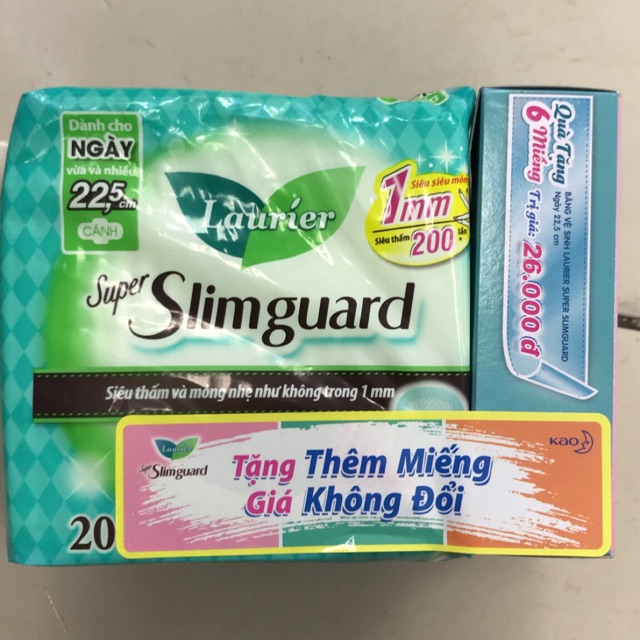 Dành cho
NGÀY
vừa và nhiều
22,5cm
CÁNH
Laurier
Siêu siêu mỏng
1mm
Siêu thấm 200 lần
Super Slimguard
Siêu thấm và mỏng nhẹ như không trong 1 mm
20
Laurier
Super Slimguard
Tặng Thêm Miếng
Giá Không Đổi
Kao
Quà Tặng
6 Miếng Trị giá: 26.000 đ
BĂNG VỆ SINH LAURIER SUPER SLIMGUARD
Ngày 22,5 cm